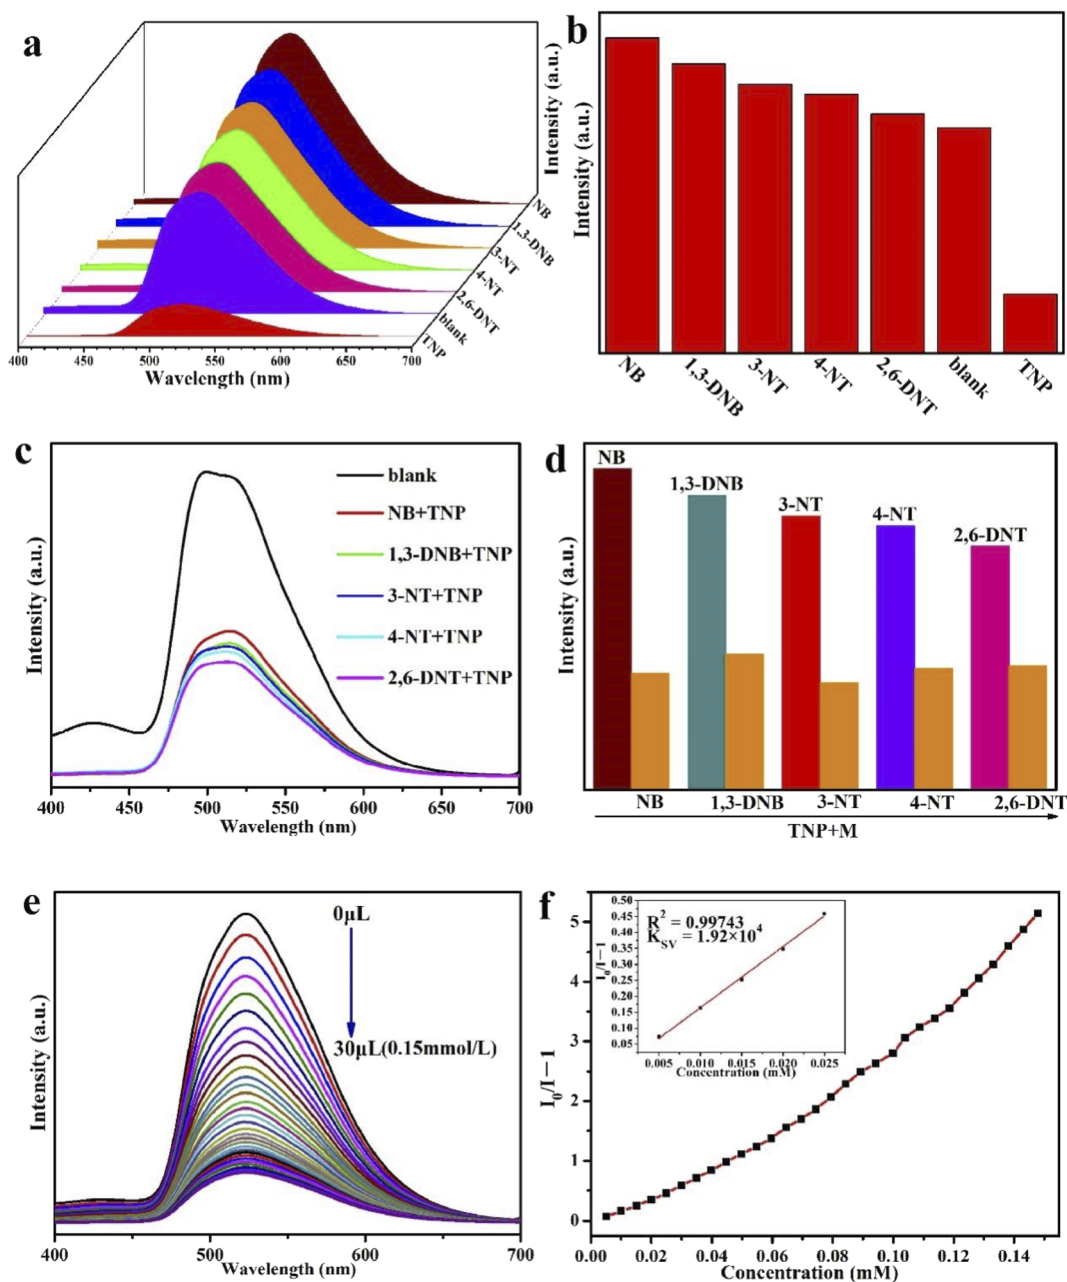 a
Intensity (a.u.)
NB
1,3-DNB
3-NT
4-NT
2,6-DNT
blank
TNP
400
450
500
550
600
650
700
Wavelength (nm)
b
Intensity (a.u.)
NB
1,3-DNB
3-NT
4-NT
2,6-DNT
blank
TNP
c
Intensity (a.u.)
blank
NB+TNP
1,3-DNB+TNP
3-NT+TNP
4-NT+TNP
2,6-DNT+TNP
400
450
500
550
600
650
700
Wavelength (nm)
d
Intensity (a.u.)
NB
1,3-DNB
3-NT
4-NT
2,6-DNT
NB
1,3-DNB
3-NT
4-NT
2,6-DNT
TNP+M
e
Intensity (a.u.)
0μL
30μL(0.15mmol/L)
400
500
600
700
Wavelength (nm)
f
I₀/I−1
5
4
3
2
1
0
0.00
0.02
0.04
0.06
0.08
0.10
0.12
0.14
Concentration (mM)
I₀/I−1
0.50
0.45
0.40
0.35
0.30
0.25
0.20
0.15
0.10
0.05
R² = 0.99743
K_SV = 1.92×10⁴
0.005
0.010
0.015
0.020
0.025
Concentration (mM)